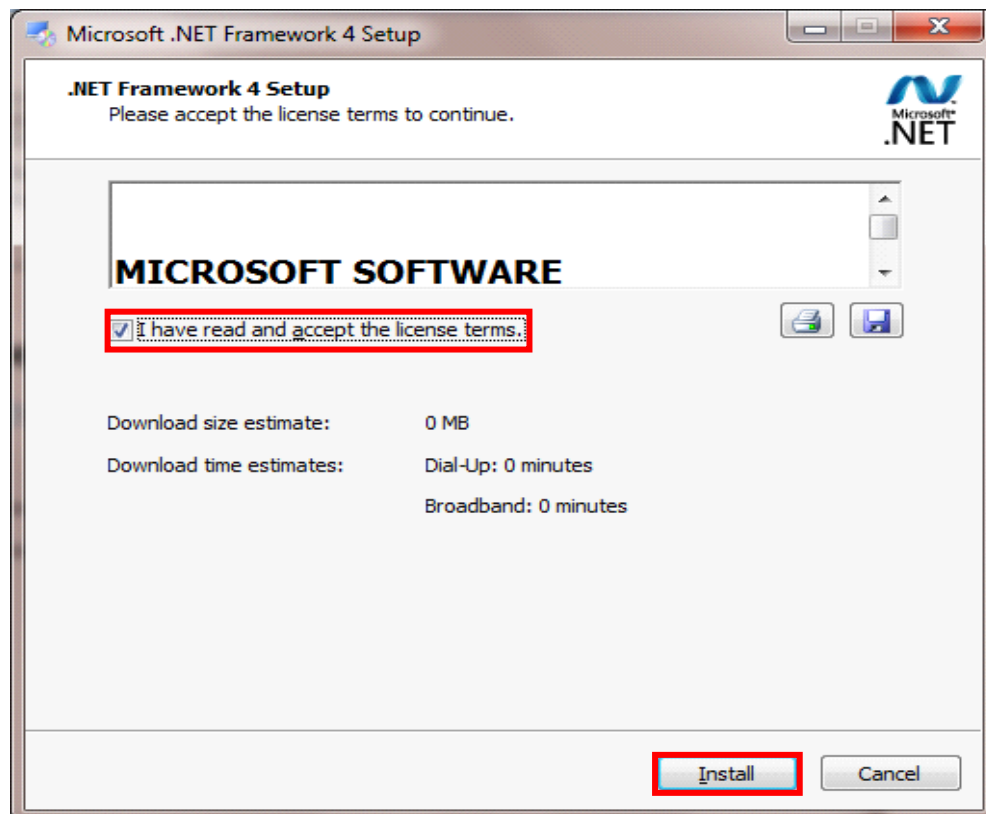 Microsoft .NET Framework 4 Setup
.NET Framework 4 Setup
Please accept the license terms to continue.
Microsoft
.NET
MICROSOFT SOFTWARE
I have read and accept the license terms.
Download size estimate: 0 MB
Download time estimates: Dial-Up: 0 minutes
Broadband: 0 minutes
Install Cancel